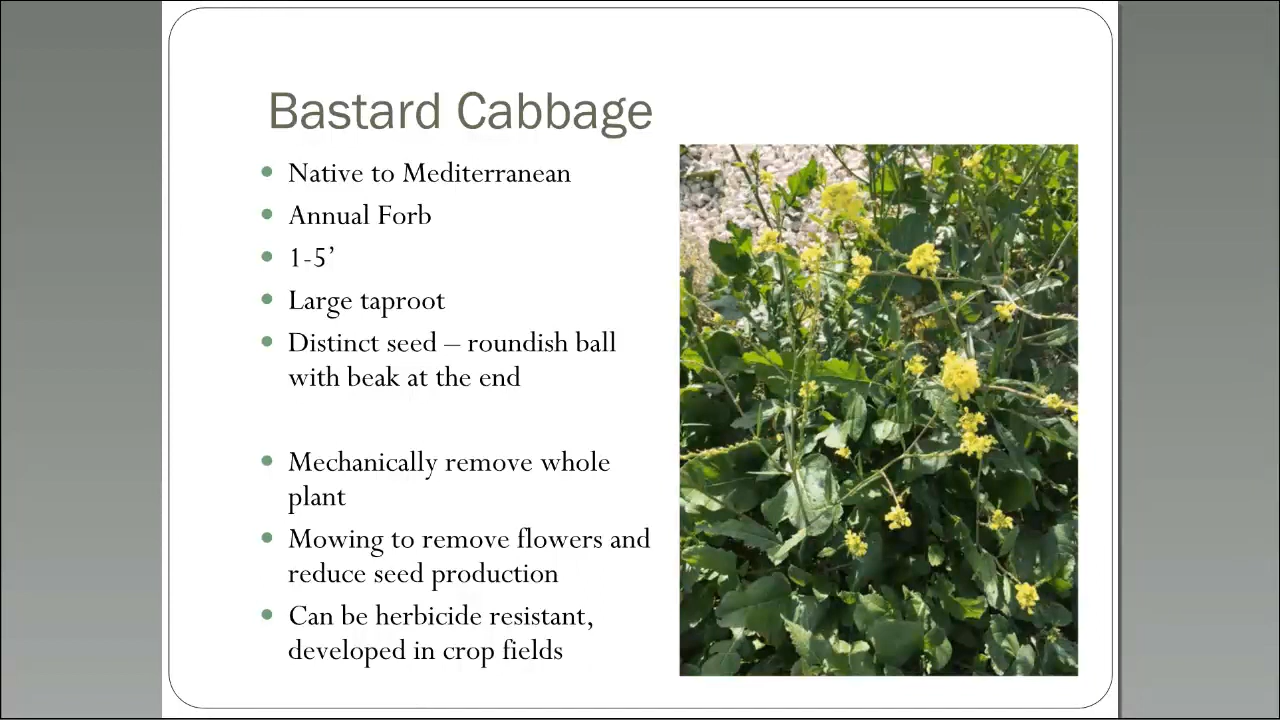 Bastard Cabbage
Native to Mediterranean
Annual Forb
1-5’
Large taproot
Distinct seed – roundish ball
with beak at the end
Mechanically remove whole
plant
Mowing to remove flowers and
reduce seed production
Can be herbicide resistant,
developed in crop fields